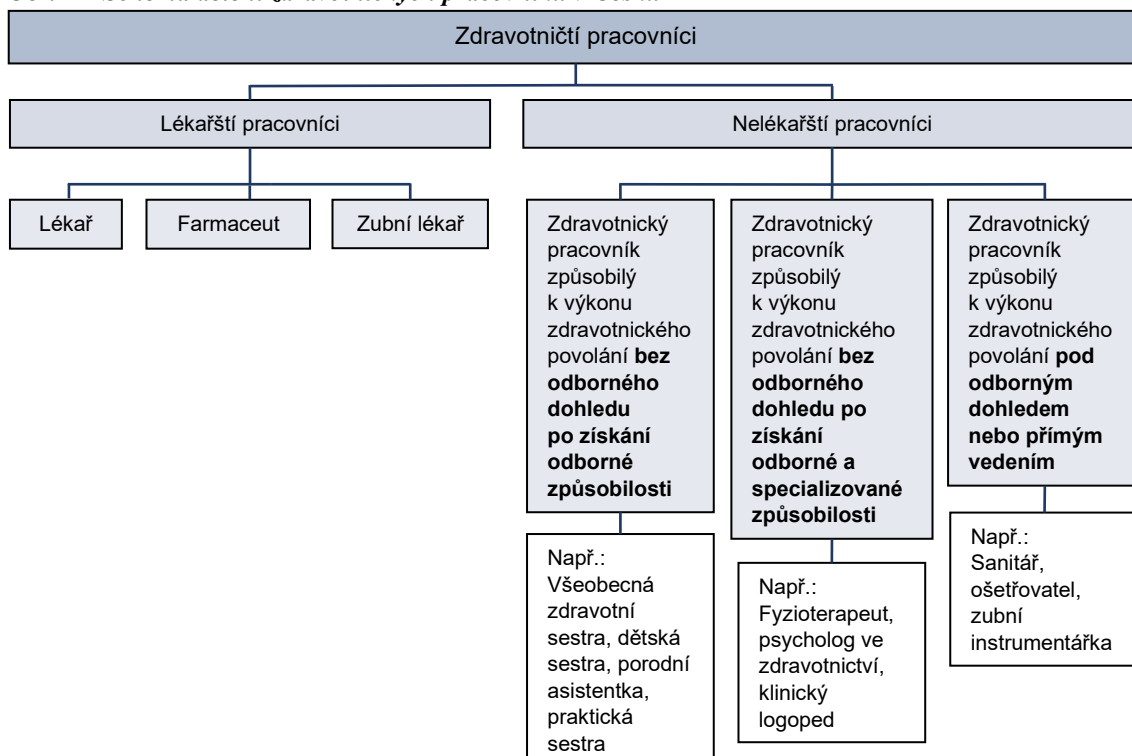 Zdravotničtí pracovníci
Lékařští pracovníci
Nelékařští pracovníci
Lékař
Farmaceut
Zubní lékař
Zdravotnický
pracovník
způsobilý
k výkonu
zdravotnického
povolání bez
odborného
dohledu
po získání
odborné
způsobilosti
Zdravotnický
pracovník
způsobilý
k výkonu
zdravotnického
povolání bez
odborného
dohledu po
získání
odborné a
specializované
způsobilosti
Zdravotnický
pracovník
způsobilý
k výkonu
zdravotnického
povolání pod
odborným
dohledem
nebo přímým
vedením
Např.:
Všeobecná
zdravotní
sestra, dětská
sestra, porodní
asistentka,
praktická
sestra
Např.:
Fyzioterapeut,
psycholog ve
zdravotnictví,
klinický
logoped
Např.:
Sanitář,
ošetřovatel,
zubní
instrumentářka